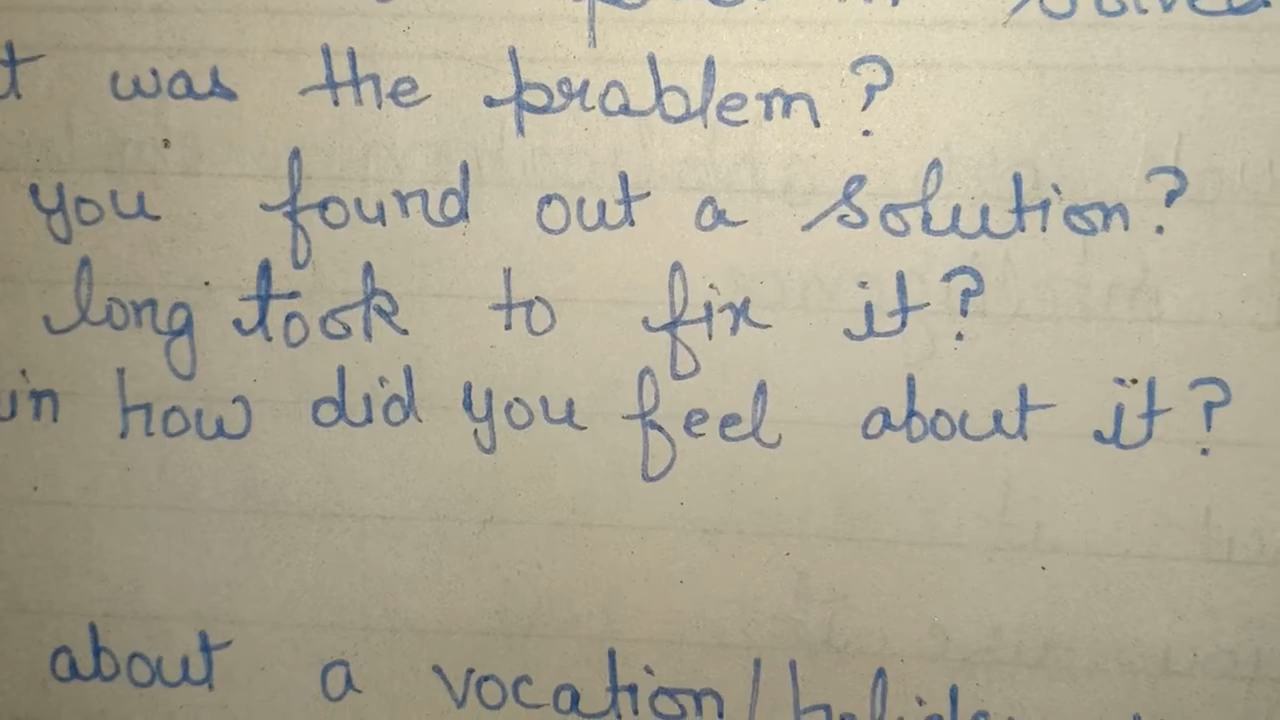 t was the prablem?
you found out a solution?
long took to fix it?
in how did you feel about it?
about a vocation/